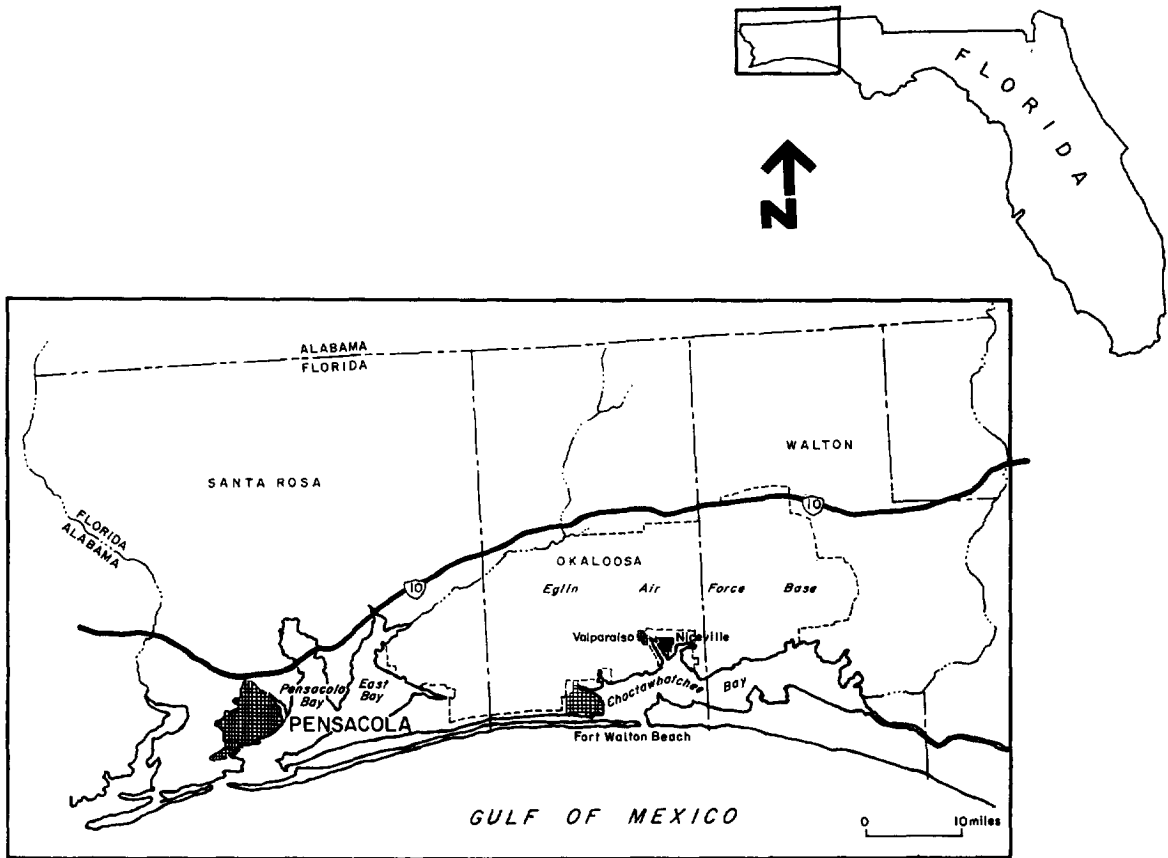 FLORIDA
N
ALABAMA
FLORIDA
WALTON
SANTA ROSA
10
FLORIDA
ALABAMA
OKALOOSA
10
Eglin Air Force Base
Valparaiso
Niceville
Pensacola
Bay
East
Bay
Choctawhatchee Bay
PENSACOLA
Fort Walton Beach
GULF OF MEXICO
0 10 miles